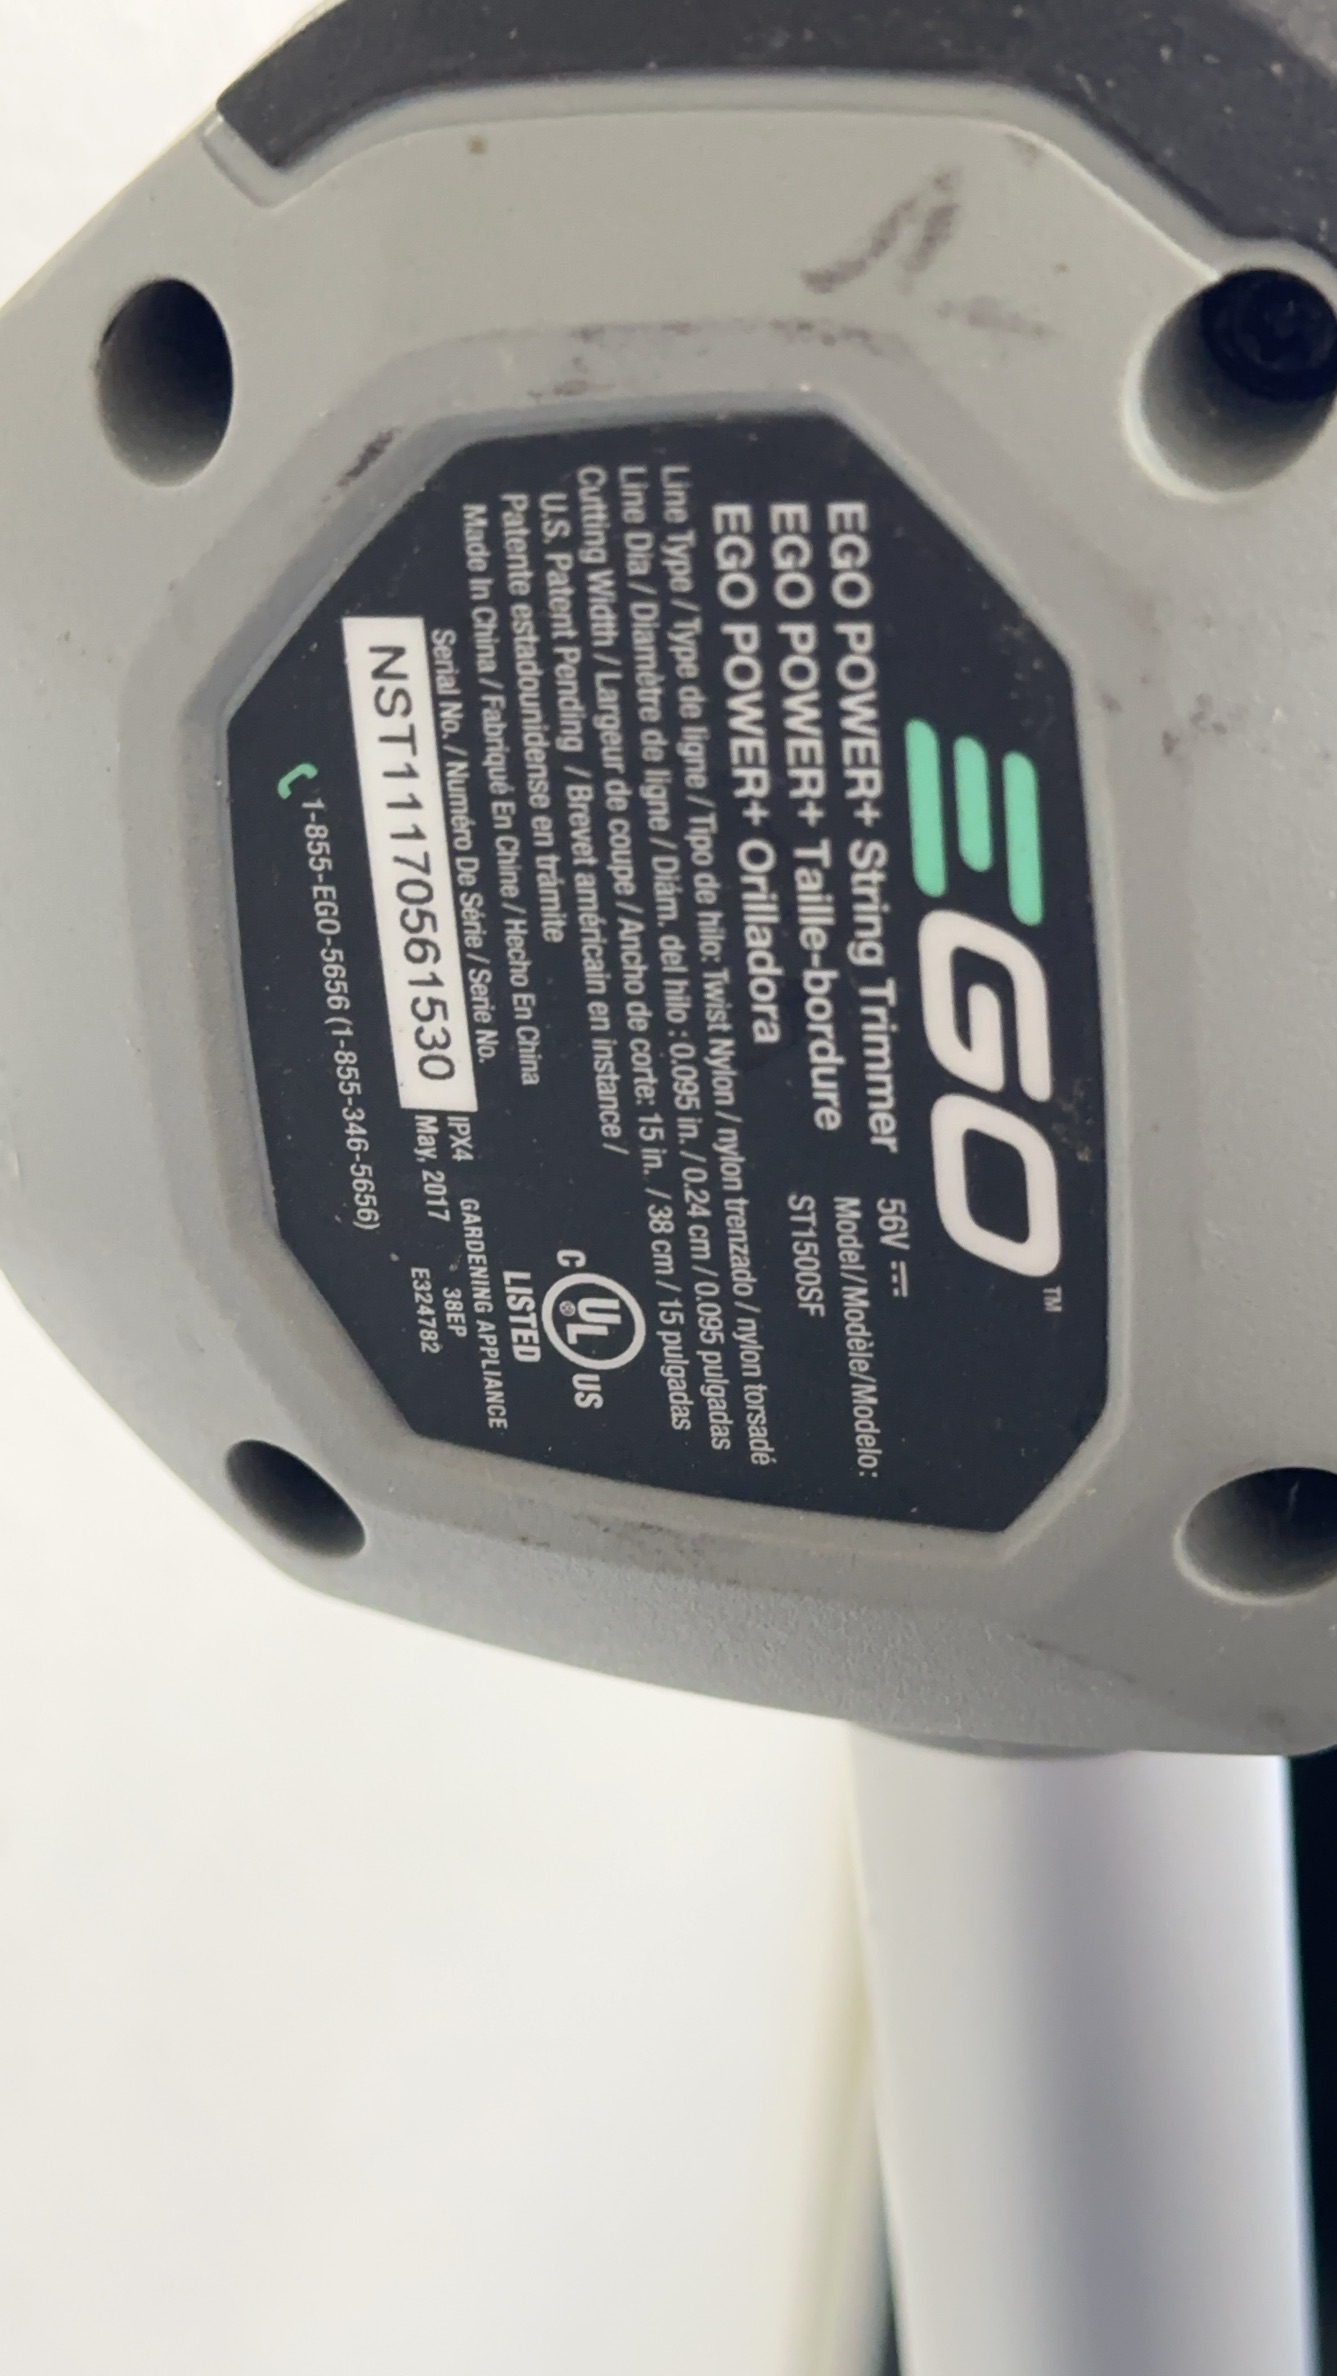 EGO™
EGO POWER+ String Trimmer 56V
EGO POWER+ Taille-bordure Model/Modèle/Modelo:
EGO POWER+ Orilladora ST1500SF
Line Type / Type de ligne / Tipo de hilo: Twist Nylon / nylon trenzado / nylon torsadé
Line Dia / Diamètre de ligne / Diám. del hilo : 0.095 in. / 0.24 cm / 0.095 pulgadas
Cutting Width / Largeur de coupe / Ancho de corte: 15 in. / 38 cm / 15 pulgadas
U.S. Patent Pending / Brevet américain en instance /
Patente estadounidense en trámite
Made In China / Fabriqué En Chine / Hecho En China
C UL ® US
LISTED
Serial No. / Numéro De Série / Serie No.
GARDENING APPLIANCE
NST11170561530 IPX4 38EP
May, 2017 E324782
1-855-EGO-5656 (1-855-346-5656)